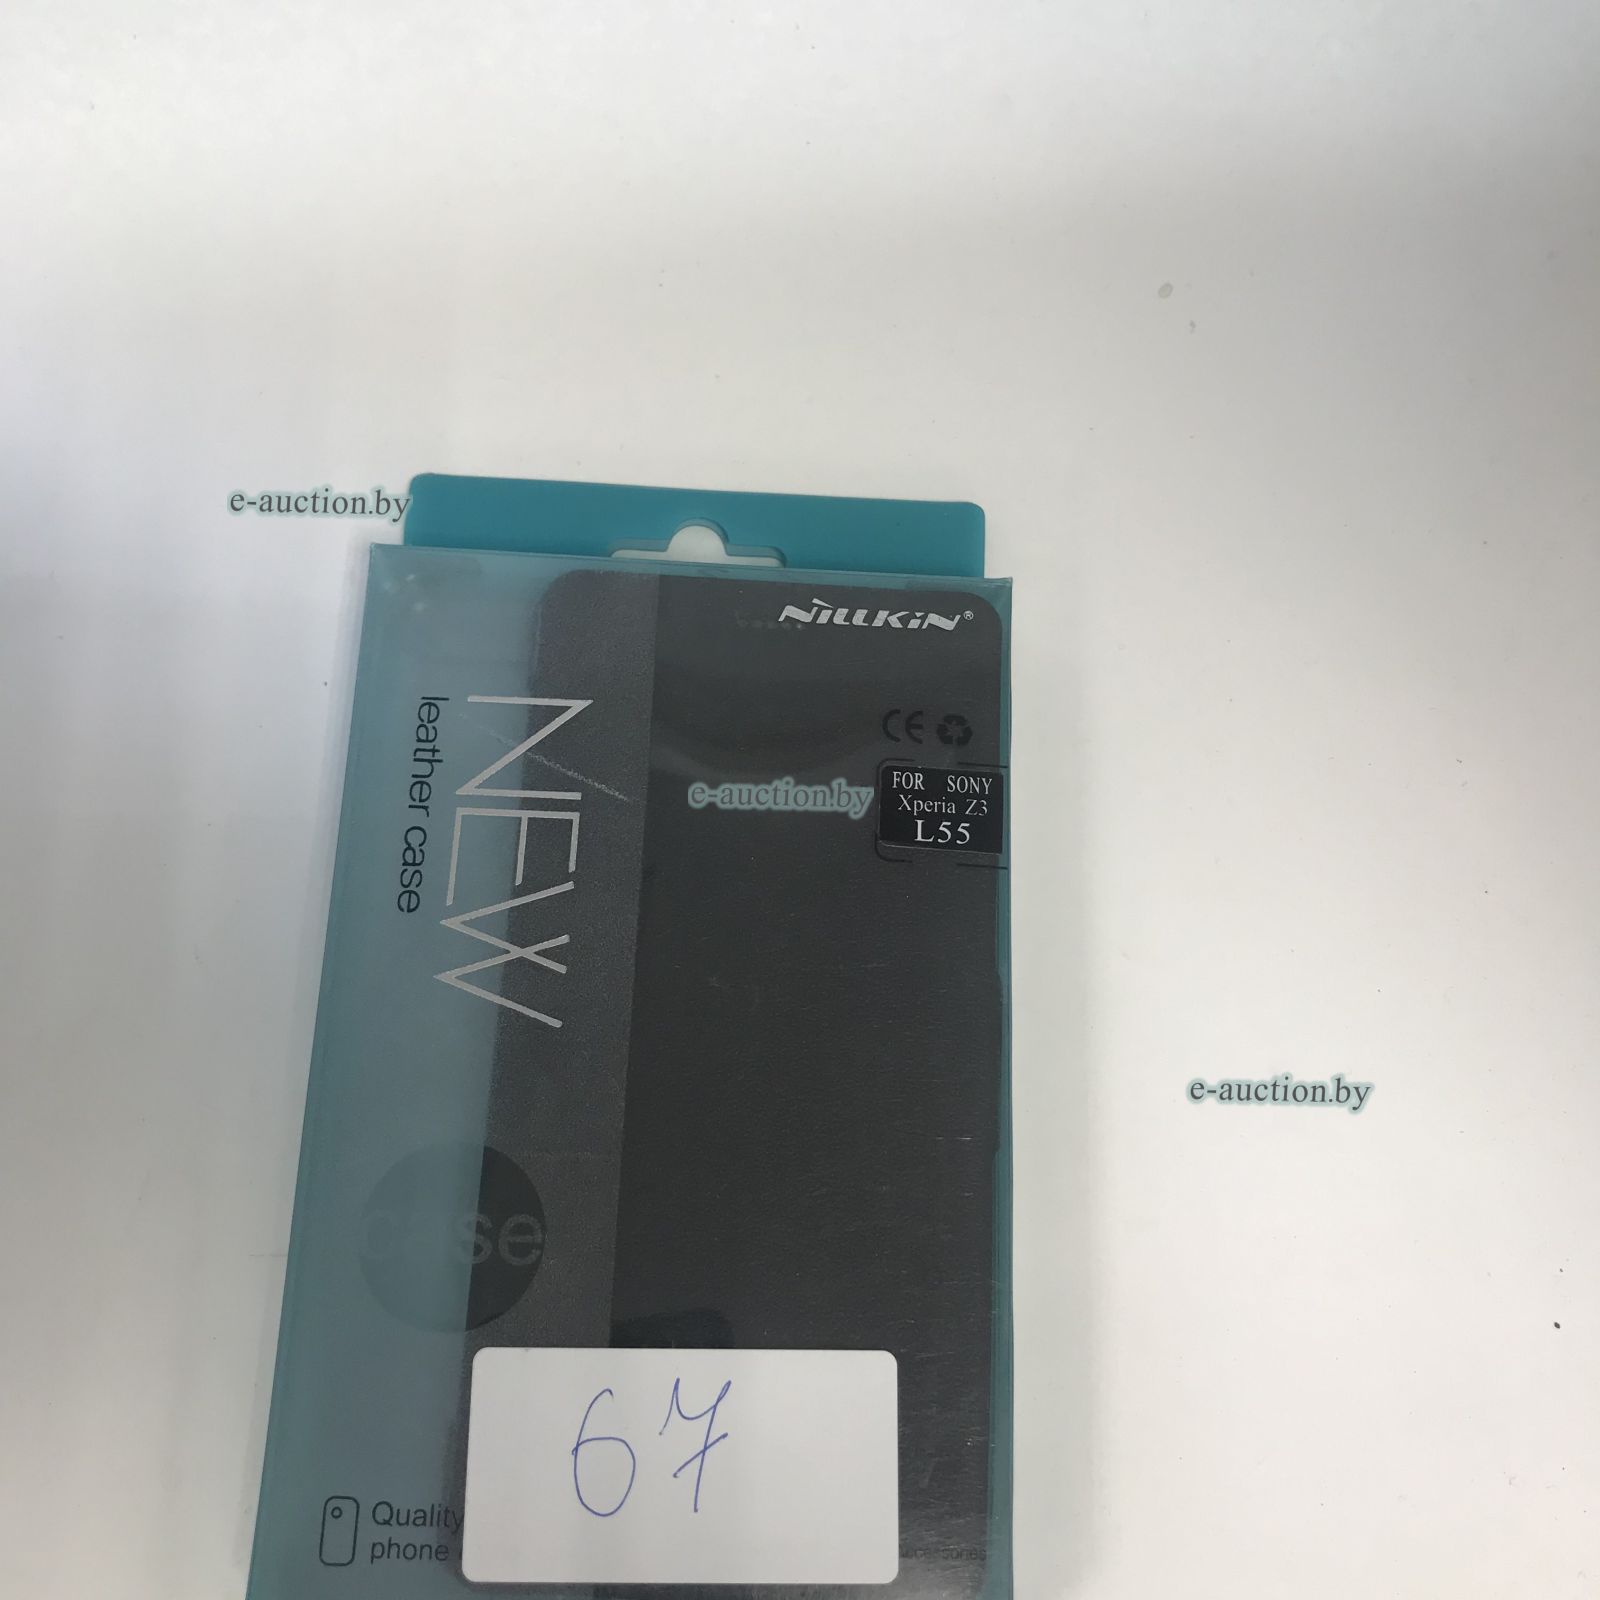 e-auction.by
NiLLKiN®
NEW
leather case
CE
FOR SONY
Xperia Z3
L55
e-auction.by
e-auction.by
case
67
Quality
phone
accessories